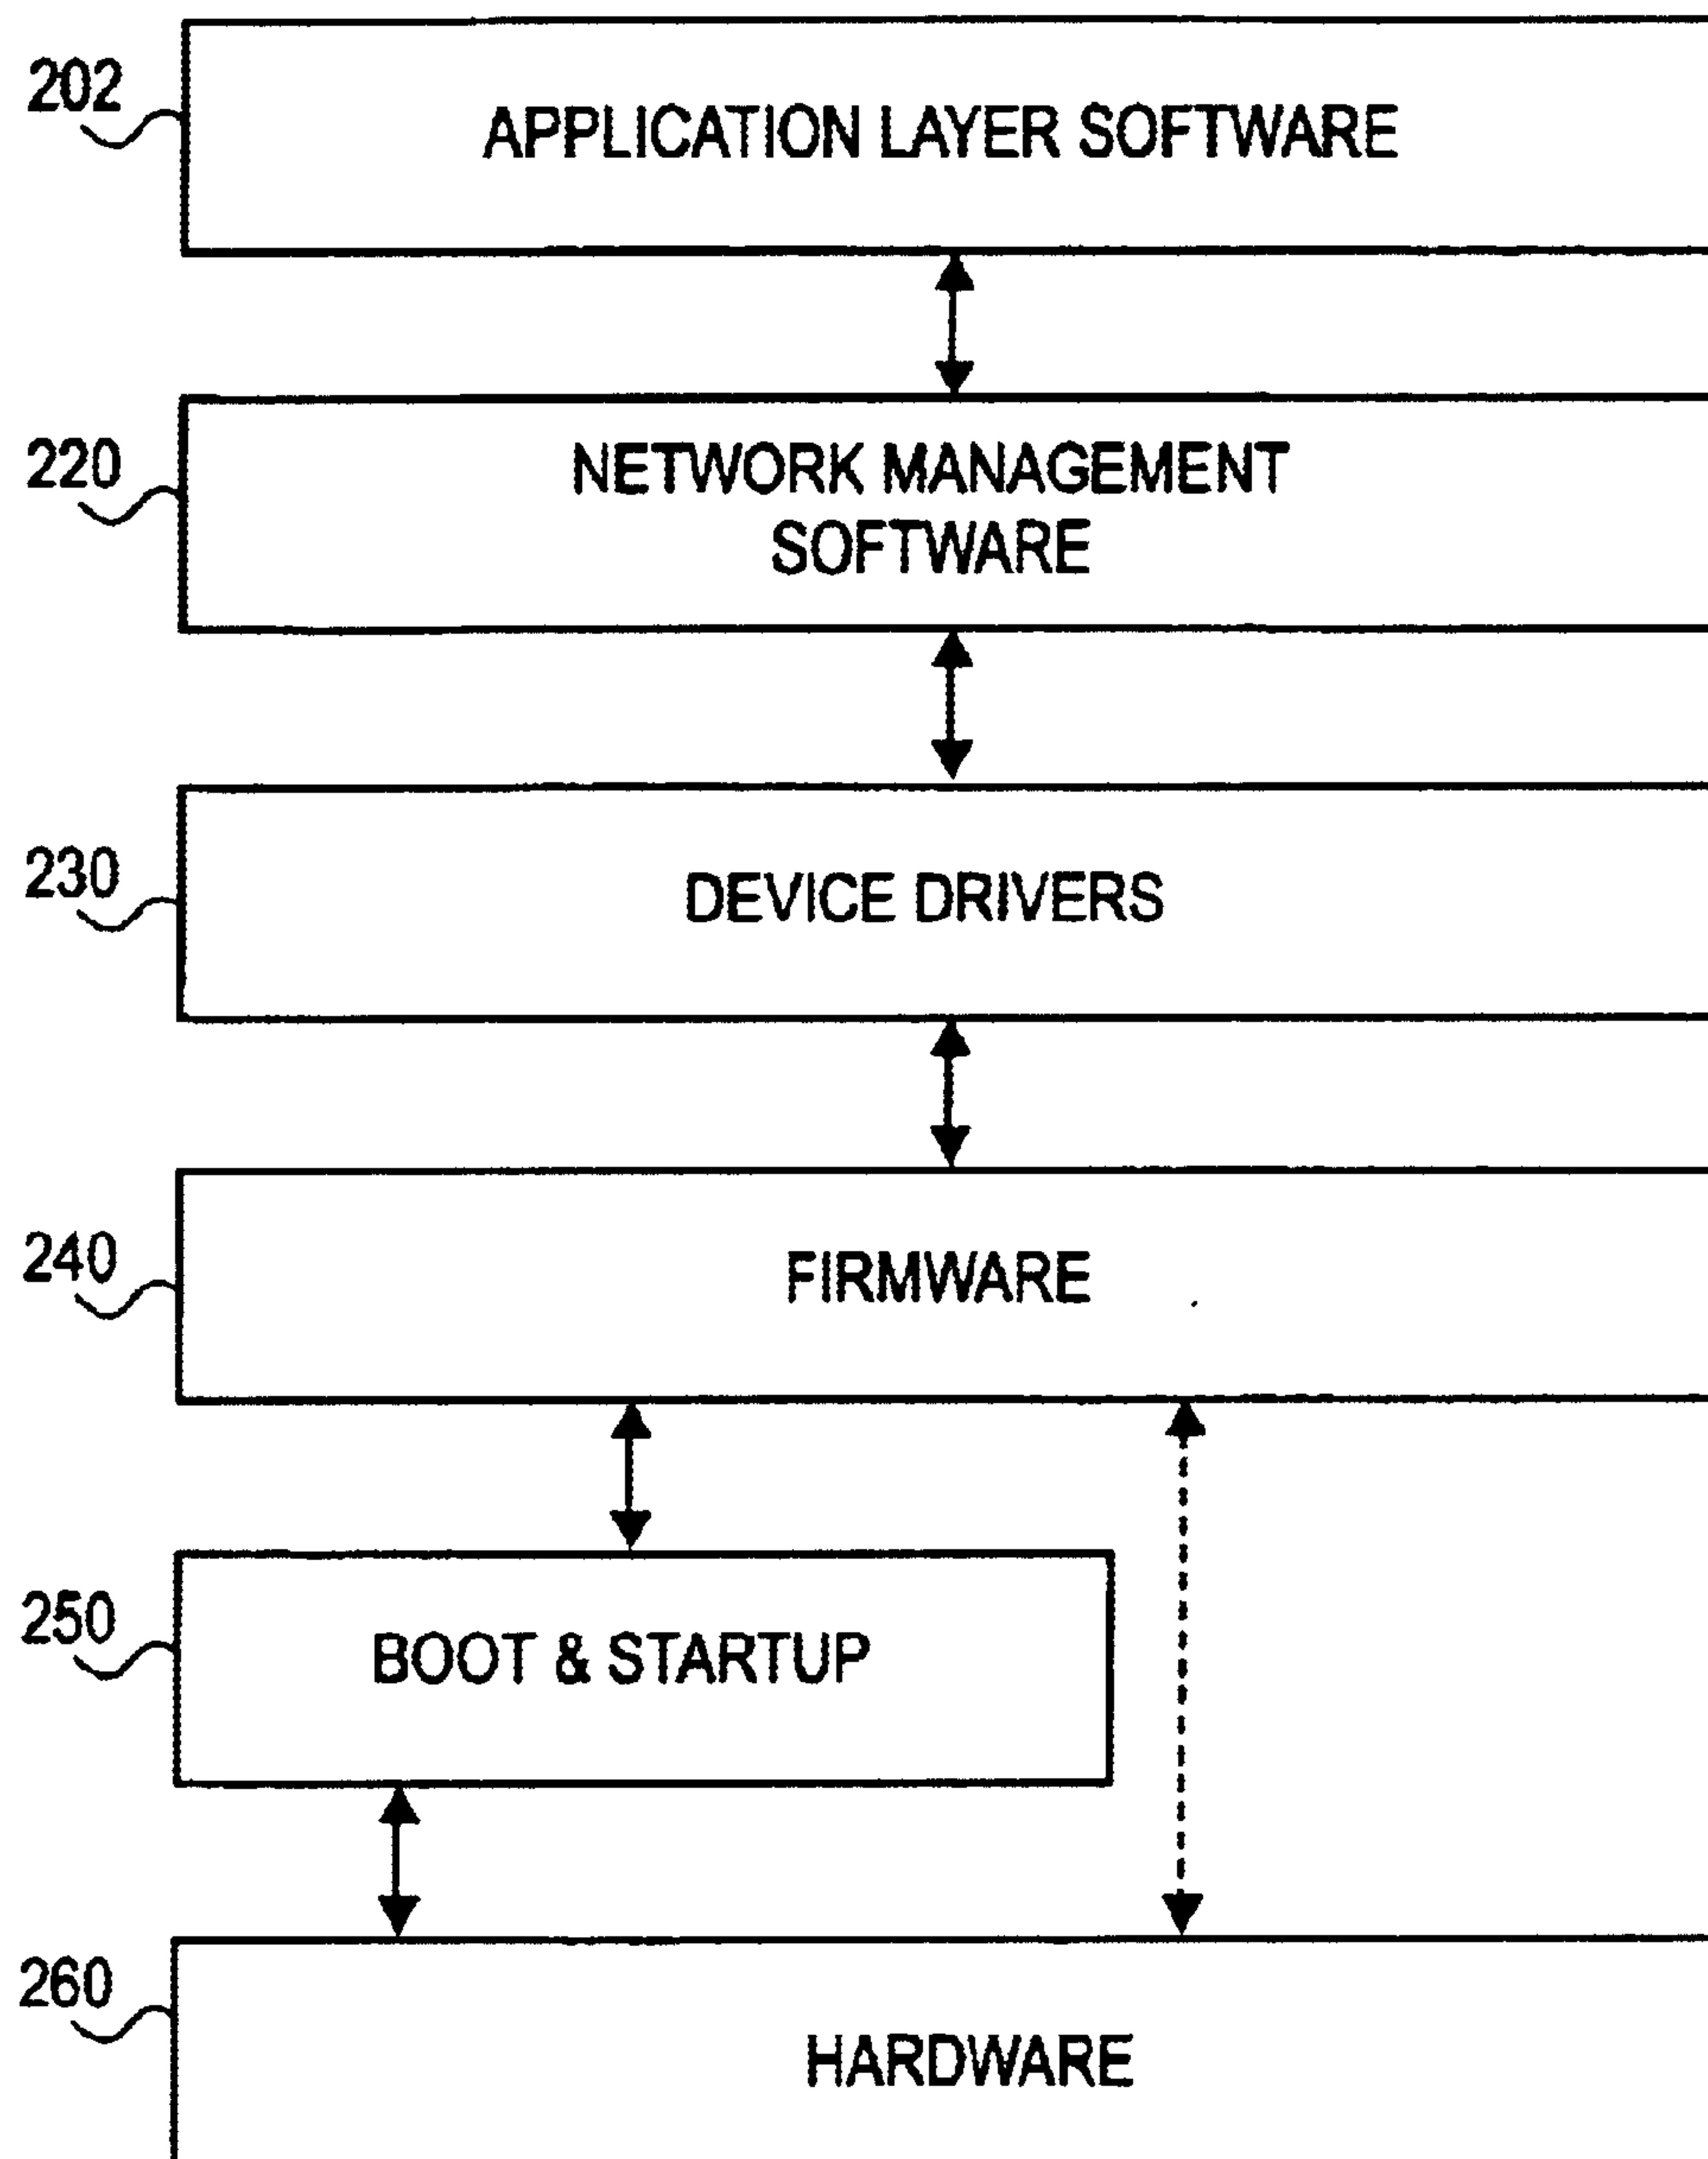 202
APPLICATION LAYER SOFTWARE
220
NETWORK MANAGEMENT
SOFTWARE
230
DEVICE DRIVERS
240
FIRMWARE
250
BOOT & STARTUP
260
HARDWARE